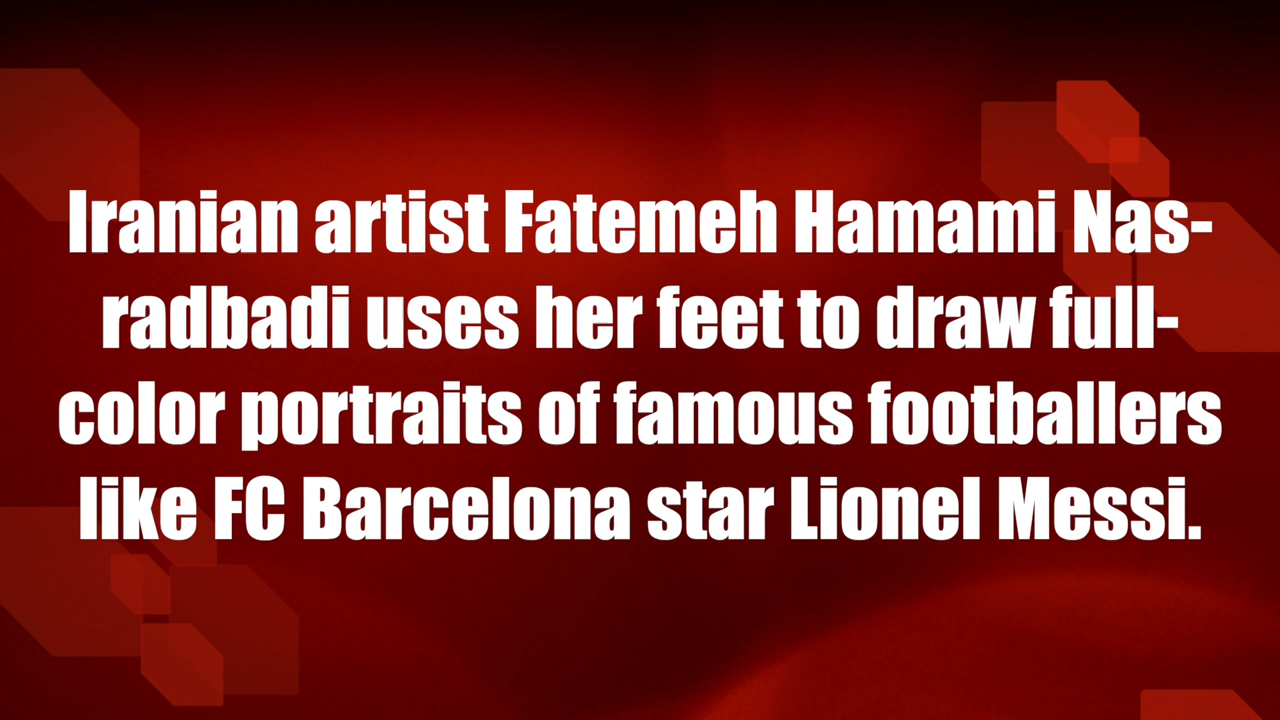 Iranian artist Fatemeh Hamami Nas-
radbadi uses her feet to draw full-
color portraits of famous footballers
like FC Barcelona star Lionel Messi.